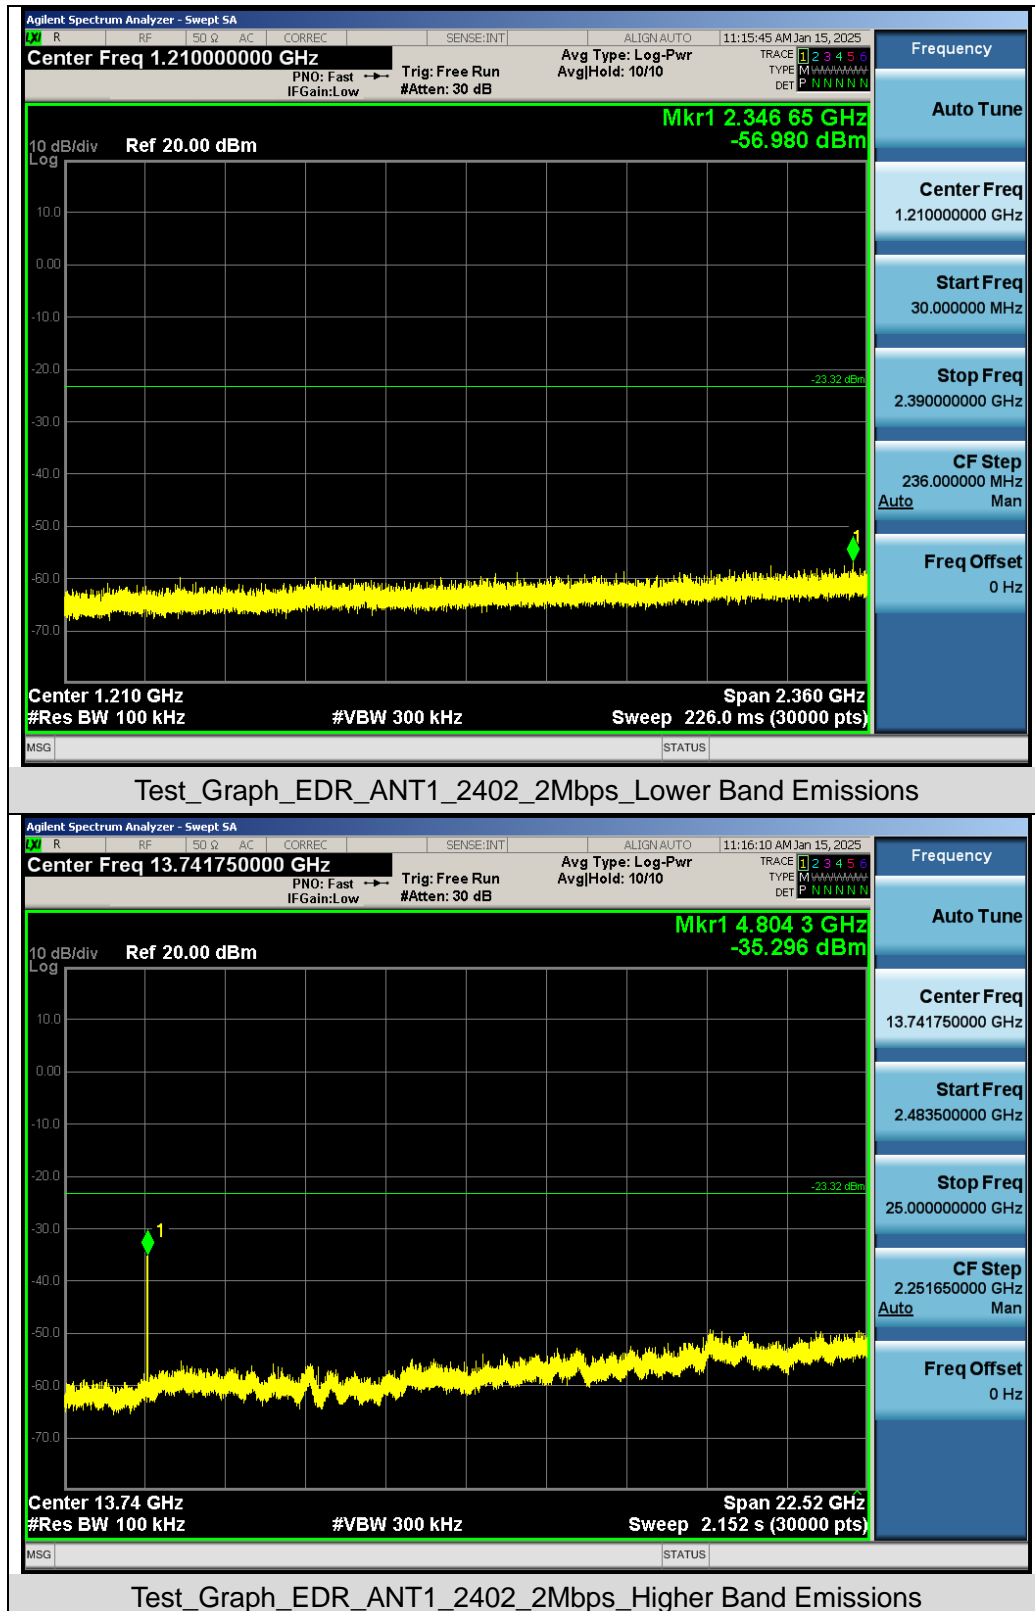 Agilent Spectrum Analyzer - Swept SA
LXI R RF 50 Ω AC CORREC SENSE:INT ALIGN AUTO 11:15:45 AM Jan 15, 2025
Center Freq 1.210000000 GHz
PNO: Fast
IFGain:Low
Trig: Free Run
#Atten: 30 dB
Avg Type: Log-Pwr
Avg|Hold: 10/10
TRACE 1 2 3 4 5 6
TYPE M
DET P N N N N N
Mkr1 2.346 65 GHz
-56.980 dBm
10 dB/div Ref 20.00 dBm
Log
10.0
0.00
-10.0
-20.0
-23.32 dBm
-30.0
-40.0
-50.0
1
-60.0
-70.0
Center 1.210 GHz Span 2.360 GHz
#Res BW 100 kHz #VBW 300 kHz Sweep 226.0 ms (30000 pts)
MSG STATUS
Frequency
Auto Tune
Center Freq
1.210000000 GHz
Start Freq
30.000000 MHz
Stop Freq
2.390000000 GHz
CF Step
236.000000 MHz
Auto Man
Freq Offset
0 Hz
Test_Graph_EDR_ANT1_2402_2Mbps_Lower Band Emissions
Agilent Spectrum Analyzer - Swept SA
LXI R RF 50 Ω AC CORREC SENSE:INT ALIGN AUTO 11:16:10 AM Jan 15, 2025
Center Freq 13.741750000 GHz
PNO: Fast
IFGain:Low
Trig: Free Run
#Atten: 30 dB
Avg Type: Log-Pwr
Avg|Hold: 10/10
TRACE 1 2 3 4 5 6
TYPE M
DET P N N N N N
Mkr1 4.804 3 GHz
-35.296 dBm
10 dB/div Ref 20.00 dBm
Log
10.0
0.00
-10.0
-20.0
-23.32 dBm
-30.0
1
-40.0
-50.0
-60.0
-70.0
Center 13.74 GHz Span 22.52 GHz
#Res BW 100 kHz #VBW 300 kHz Sweep 2.152 s (30000 pts)
MSG STATUS
Frequency
Auto Tune
Center Freq
13.741750000 GHz
Start Freq
2.483500000 GHz
Stop Freq
25.000000000 GHz
CF Step
2.251650000 GHz
Auto Man
Freq Offset
0 Hz
Test_Graph_EDR_ANT1_2402_2Mbps_Higher Band Emissions